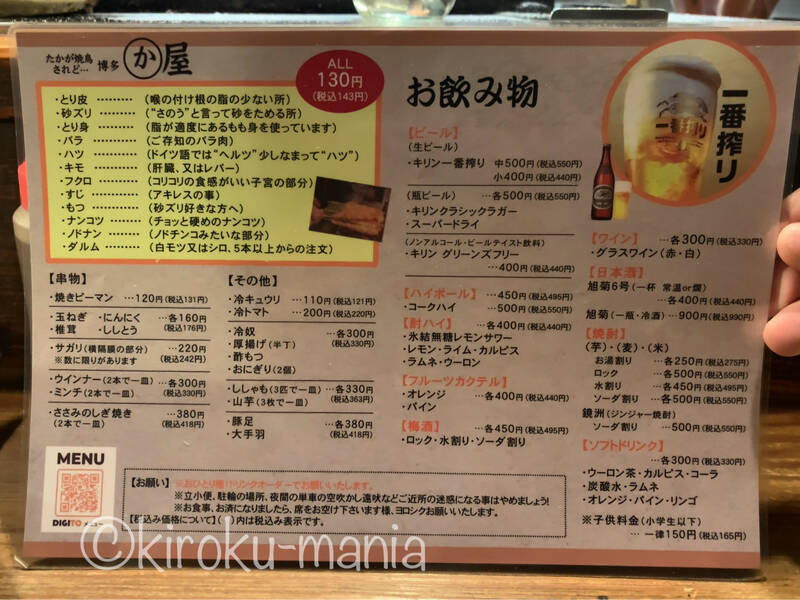 たかが焼鳥
されど… 博多 か屋
ALL
130円
(税込143円)
・とり皮 ……… (喉の付け根の脂の少ない所)
・砂ズリ ……… (“さのう”と言って砂をためる所)
・とり身 ……… (脂が適度にあるもも身を使っています)
・バラ ……… (ご存知のバラ肉)
・ハツ ……… (ドイツ語では“ヘルツ”少しなまって“ハツ”)
・キモ ……… (肝臓、又はレバー)
・フクロ ……… (コリコリの食感がいい子宮の部分)
・すじ ……… (アキレスの事)
・もつ ……… (砂ズリ好きな方へ)
・ナンコツ ……… (チョッと硬めのナンコツ)
・ノドナン ……… (ノドチンコみたいな部分)
・ダルム ……… (白モツ又はシロ、5本以上からの注文)
【串物】
・焼きピーマン …120円(税込131円)
・玉ねぎ ・にんにく …各160円
・椎茸 ・ししとう (税込176円)
・サガリ(横隔膜の部分) ……220円
※数に限りがあります (税込242円)
・ウインナー(2本で一皿)…各300円
・ミンチ(2本で一皿) (税込330円)
・ささみのしぎ焼き ……380円
(2本で一皿) (税込418円)
【その他】
・冷キュウリ …110円(税込121円)
・冷トマト ……200円(税込220円)
・冷奴 ……各300円
・厚揚げ(半丁) (税込330円)
・酢もつ
・おにぎり(2個)
・ししゃも(3匹で一皿)…各330円
・山芋(3枚で一皿) (税込363円)
・豚足 ……各380円
・大手羽 (税込418円)
お飲み物
【ビール】
(生ビール)
・キリン一番搾り 中500円(税込550円)
小400円(税込440円)
(瓶ビール) …各500円(税込550円)
・キリンクラシックラガー
・スーパードライ
(ノンアルコール・ビールテイスト飲料)
・キリン グリーンズフリー
……400円(税込440円)
【ハイボール】 …450円(税込495円)
・コークハイ ……500円(税込550円)
【酎ハイ】 ……各400円(税込440円)
・氷結無糖レモンサワー
・レモン・ライム・カルピス
・ラムネ・ウーロン
【フルーツカクテル】
・オレンジ ……各400円(税込440円)
・パイン
【梅酒】 ……各450円(税込495円)
・ロック・水割り・ソーダ割り
一番搾り
一番搾り
【ワイン】 ……各300円(税込330円)
・グラスワイン(赤・白)
【日本酒】
旭菊6号(一杯 常温or燗)
……各400円(税込440円)
旭菊(一瓶・冷酒)…900円(税込990円)
【焼酎】
(芋)・(麦)・(米)
お湯割り ……各250円(税込275円)
ロック ……各500円(税込550円)
水割り ……各450円(税込495円)
ソーダ割り ……各500円(税込550円)
鏡洲(ジンジャー焼酎)
ソーダ割り ……500円(税込550円)
【ソフトドリンク】
……各300円(税込330円)
・ウーロン茶・カルピス・コーラ
・炭酸水・ラムネ
・オレンジ・パイン・リンゴ
※子供料金(小学生以下)
……一律150円(税込165円)
MENU
DIGITO メニュー
【お願い】 ※おひとり様1ドリンクオーダーでお願いいたします。
※立小便、駐輪の場所、夜間の単車の空吹かし遠吠などご近所の迷惑になる事はやめましょう!
※お食事、お済になりましたら、席をお空け下さいます様、ヨロシクお願いいたします。
【税込み価格について】( )内は税込み表示です。
©kiroku-mania